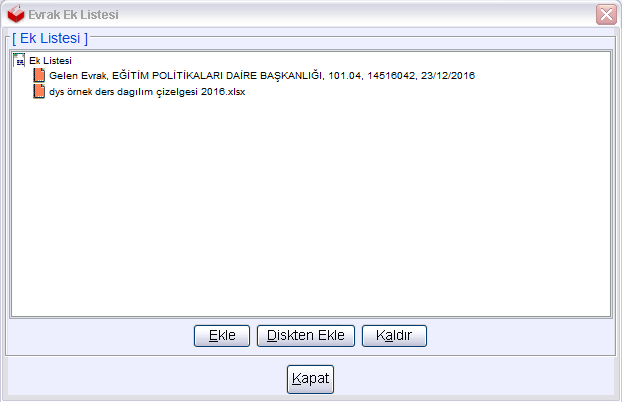 Evrak Ek Listesi
[ Ek Listesi ]
Ek Listesi
Gelen Evrak, EĞİTİM POLİTİKALARI DAİRE BAŞKANLIĞI, 101.04, 14516042, 23/12/2016
dys örnek ders dagılım çizelgesi 2016.xlsx
Ekle Diskten Ekle Kaldır
Kapat